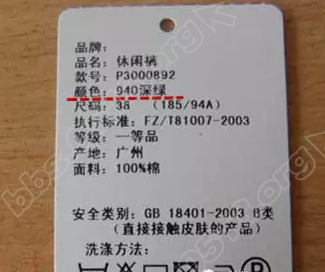 品牌：
品名：休闲裤
款号：P3000892
颜色：940深绿
尺码：38 （185/94A）
执行标准：FZ/T81007-2003
等级：一等品
产地：广州
面料：100%棉
安全类别：GB 18401-2003 B类
（直接接触皮肤的产品）
洗涤方法：